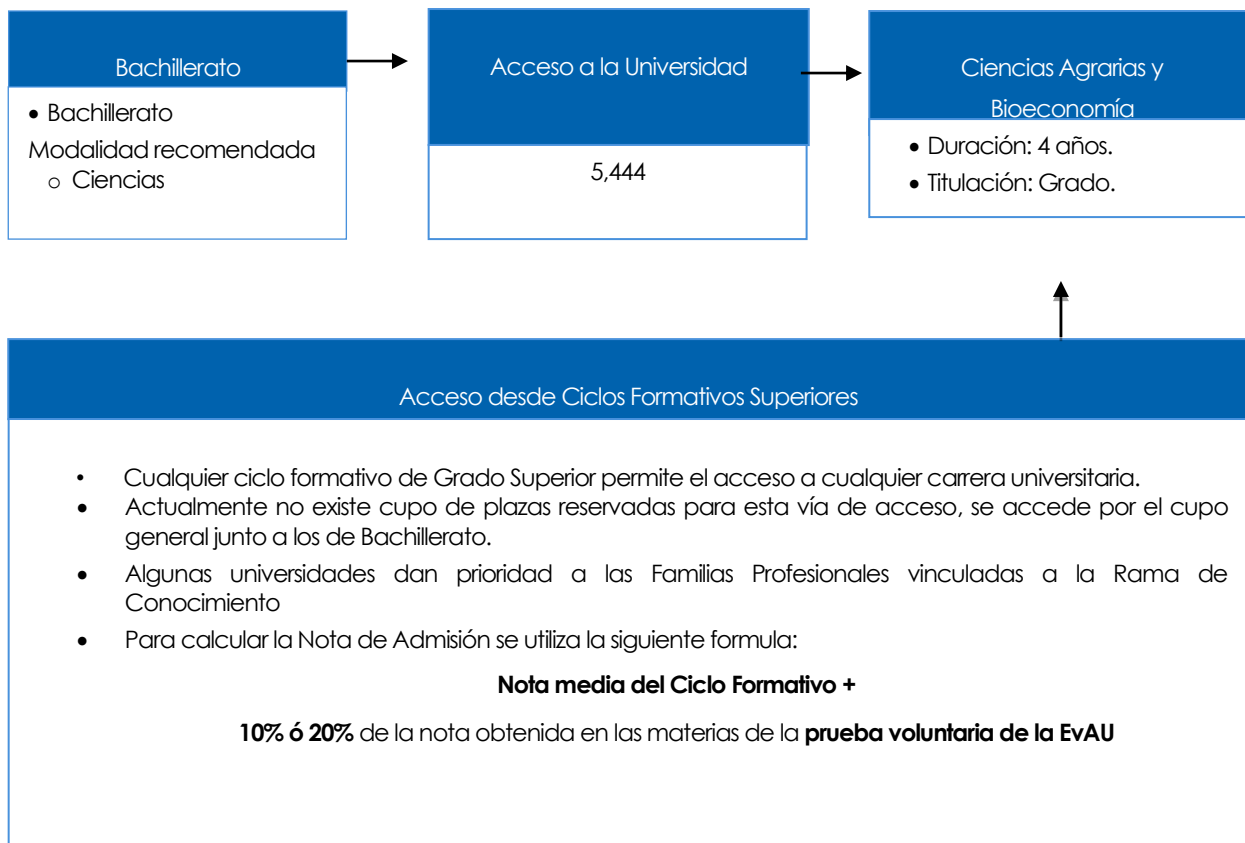 Bachillerato
• Bachillerato
Modalidad recomendada
o Ciencias
Acceso a la Universidad
5,444
Ciencias Agrarias y
Bioeconomía
• Duración: 4 años.
• Titulación: Grado.
Acceso desde Ciclos Formativos Superiores
• Cualquier ciclo formativo de Grado Superior permite el acceso a cualquier carrera universitaria.
• Actualmente no existe cupo de plazas reservadas para esta vía de acceso, se accede por el cupo
general junto a los de Bachillerato.
• Algunas universidades dan prioridad a las Familias Profesionales vinculadas a la Rama de
Conocimiento
• Para calcular la Nota de Admisión se utiliza la siguiente formula:
Nota media del Ciclo Formativo +
10% ó 20% de la nota obtenida en las materias de la prueba voluntaria de la EvAU